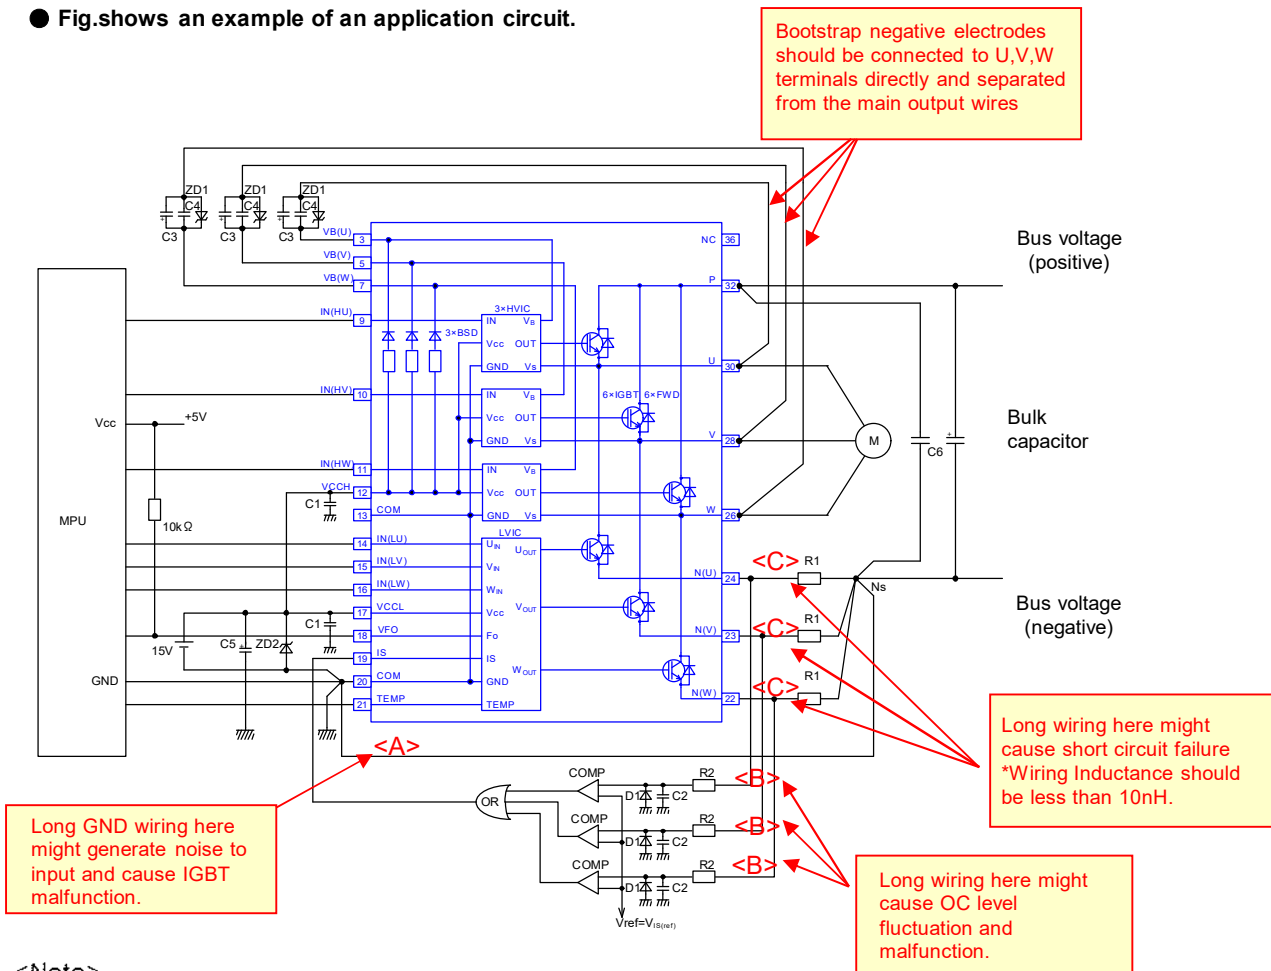 ● Fig.shows an example of an application circuit.
Bootstrap negative electrodes
should be connected to U,V,W
terminals directly and separated
from the main output wires
ZD1
ZD1
ZD1
C4
C4
C4
C3
C3
C3
VB(U)
3
VB(V)
5
VB(W)
7
NC
36
P
32
Bus voltage
(positive)
IN(HU)
9
3×HVIC
IN
VB
Vcc
OUT
GND
Vs
3×BSD
U
30
IN(HV)
10
IN
VB
Vcc
OUT
GND
Vs
6×IGBT
6×FWD
V
28
M
C6
Bulk
capacitor
Vcc
+5V
IN(HW)
11
IN
VB
Vcc
OUT
GND
Vs
VCCH
12
C1
COM
13
W
26
MPU
10kΩ
LVIC
IN(LU)
14
UIN
UOUT
IN(LV)
15
VIN
IN(LW)
16
WIN
VCCL
17
Vcc
VOUT
C1
VFO
18
Fo
IS
19
IS
WOUT
COM
20
GND
TEMP
21
TEMP
15V
C5
ZD2
GND
N(U)
24
<C>
R1
Ns
N(V)
23
<C>
R1
N(W)
22
<C>
R1
Bus voltage
(negative)
<A>
Long wiring here might
cause short circuit failure
*Wiring Inductance should
be less than 10nH.
COMP
D1
C2
R2
<B>
OR
COMP
D1
C2
R2
<B>
COMP
D1
C2
R2
<B>
Vref=VIS(ref)
Long GND wiring here
might generate noise to
input and cause IGBT
malfunction.
Long wiring here might
cause OC level
fluctuation and
malfunction.
<Note>